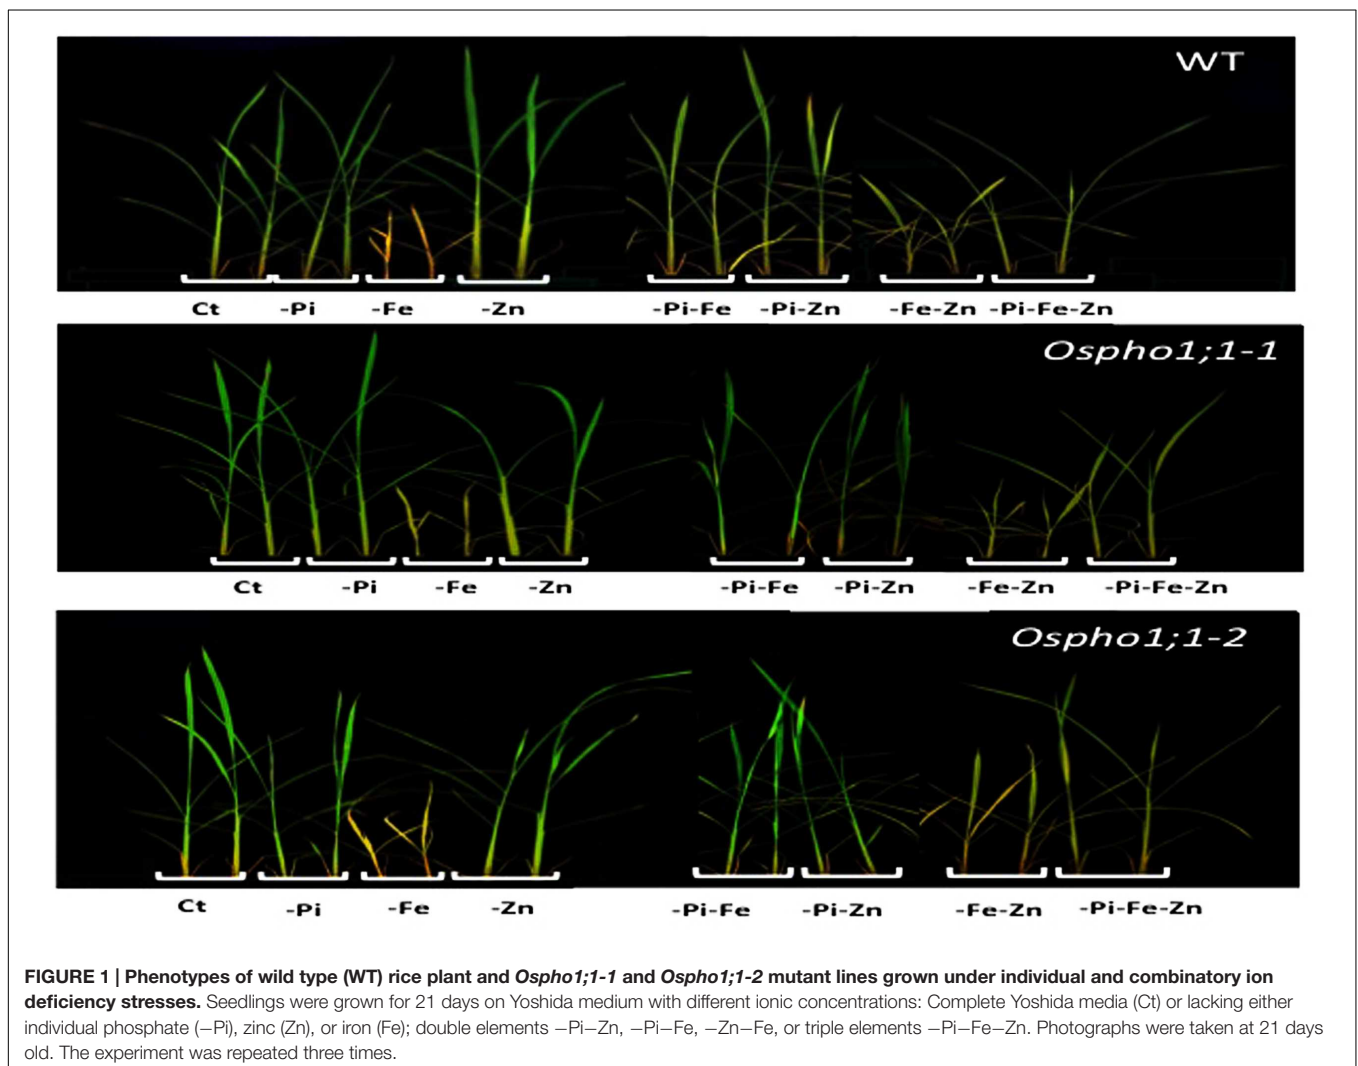 WT
Ct -Pi -Fe -Zn -Pi-Fe -Pi-Zn -Fe-Zn -Pi-Fe-Zn
Ospho1;1-1
Ct -Pi -Fe -Zn -Pi-Fe -Pi-Zn -Fe-Zn -Pi-Fe-Zn
Ospho1;1-2
Ct -Pi -Fe -Zn -Pi-Fe -Pi-Zn -Fe-Zn -Pi-Fe-Zn
FIGURE 1 | Phenotypes of wild type (WT) rice plant and Ospho1;1-1 and Ospho1;1-2 mutant lines grown under individual and combinatory ion
deficiency stresses. Seedlings were grown for 21 days on Yoshida medium with different ionic concentrations: Complete Yoshida media (Ct) or lacking either
individual phosphate (−Pi), zinc (Zn), or iron (Fe); double elements −Pi−Zn, −Pi−Fe, −Zn−Fe, or triple elements −Pi−Fe−Zn. Photographs were taken at 21 days
old. The experiment was repeated three times.